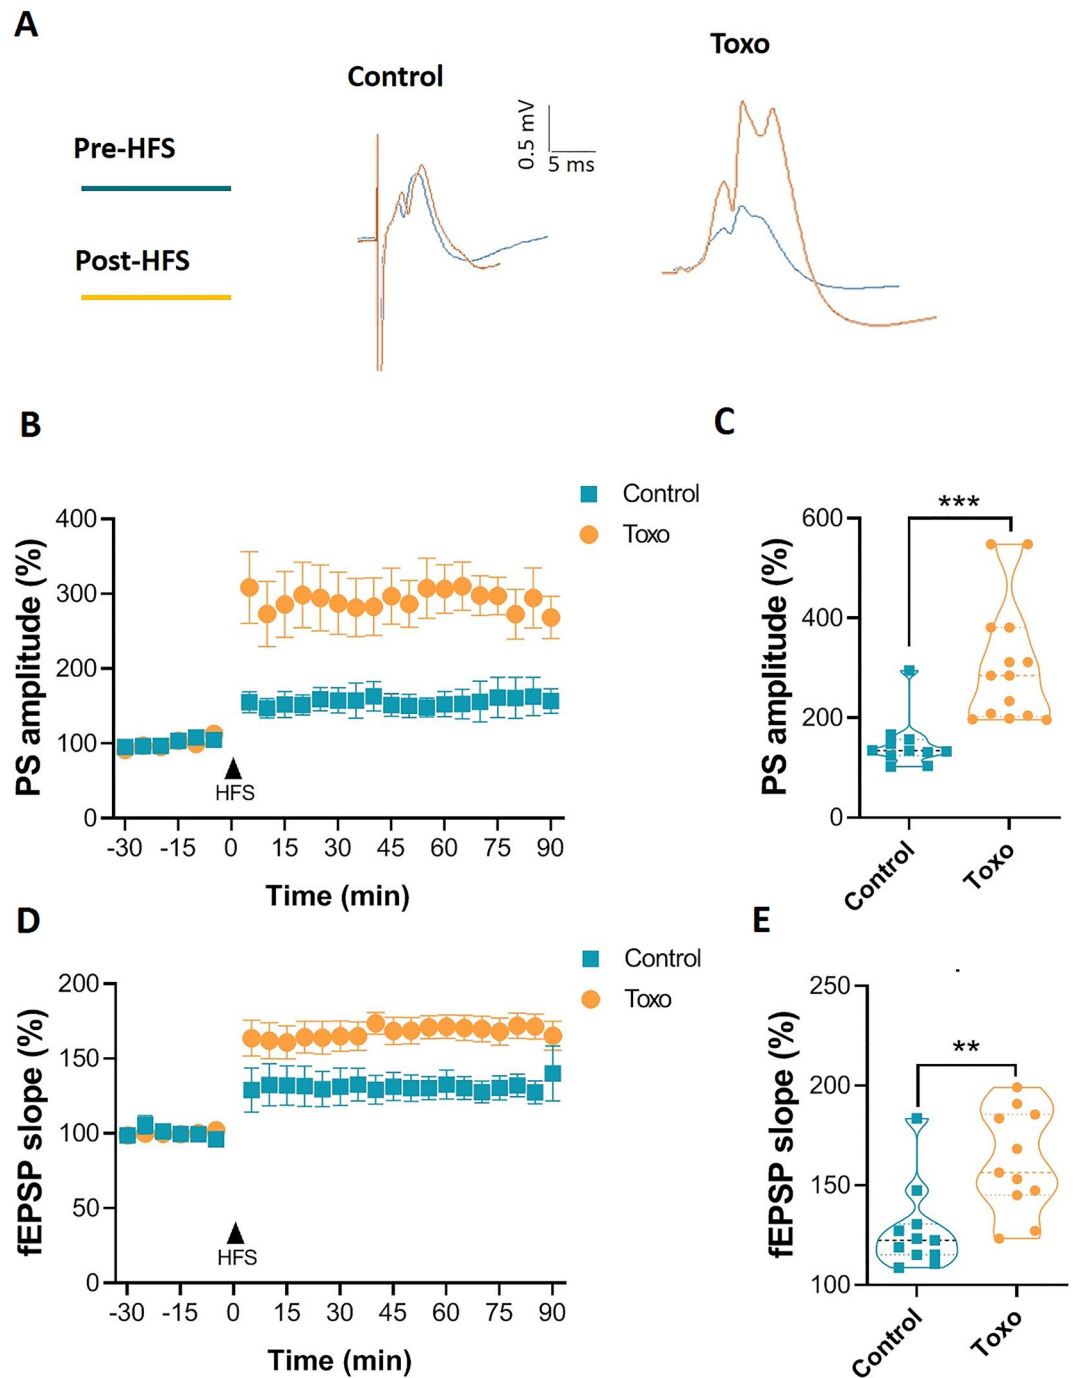 A
Control
Toxo
Pre-HFS
Post-HFS
0.5 mV
5 ms
B
Control
Toxo
PS amplitude (%)
400
300
200
100
0
HFS
-30 -15 0 15 30 45 60 75 90
Time (min)
C
***
PS amplitude (%)
600
400
200
0
Control
Toxo
D
Control
Toxo
fEPSP slope (%)
200
150
100
50
0
HFS
-30 -15 0 15 30 45 60 75 90
Time (min)
E
**
fEPSP slope (%)
250
200
150
100
Control
Toxo